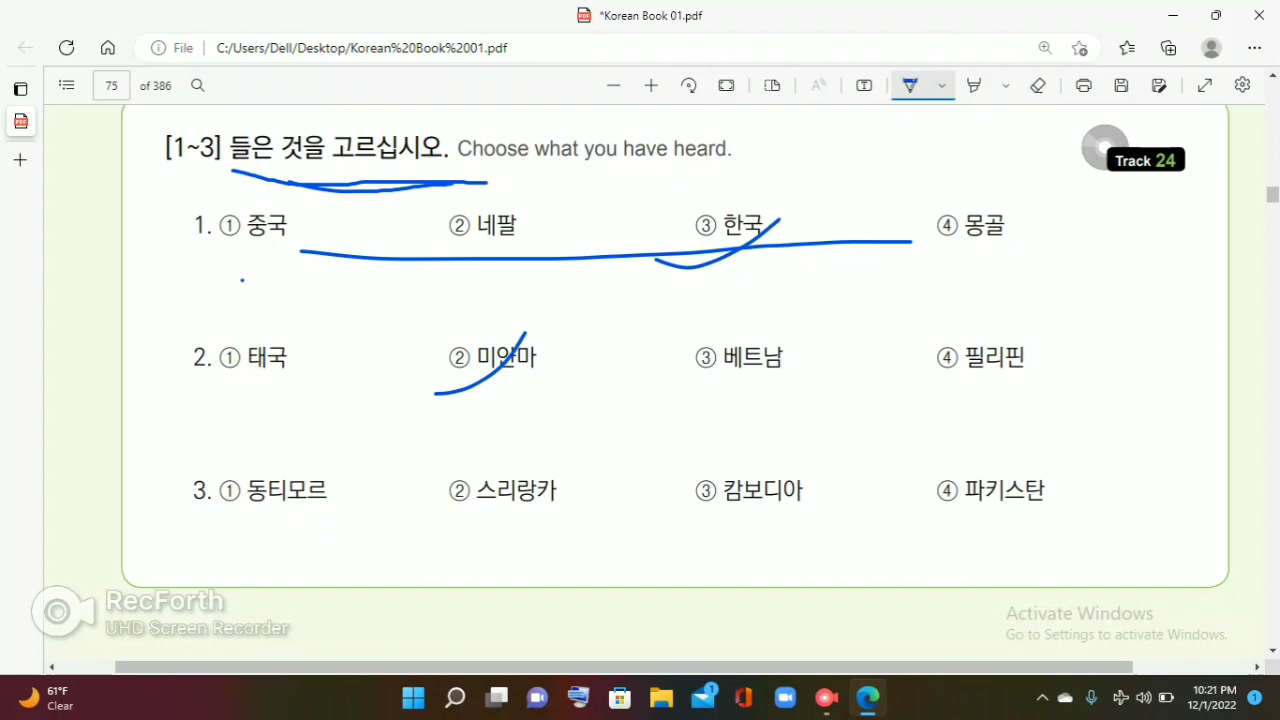 *Korean Book 01.pdf
File C:/Users/Dell/Desktop/Korean%20Book%2001.pdf
75 of 386
[1~3] 들은 것을 고르십시오. Choose what you have heard.
Track 24
1. ① 중국 ② 네팔 ③ 한국 ④ 몽골
2. ① 태국 ② 미얀마 ③ 베트남 ④ 필리핀
3. ① 동티모르 ② 스리랑카 ③ 캄보디아 ④ 파키스탄
RecForth
UHD Screen Recorder
Activate Windows
Go to Settings to activate Windows.
61°F
Clear
1
10:21 PM
12/1/2022
1